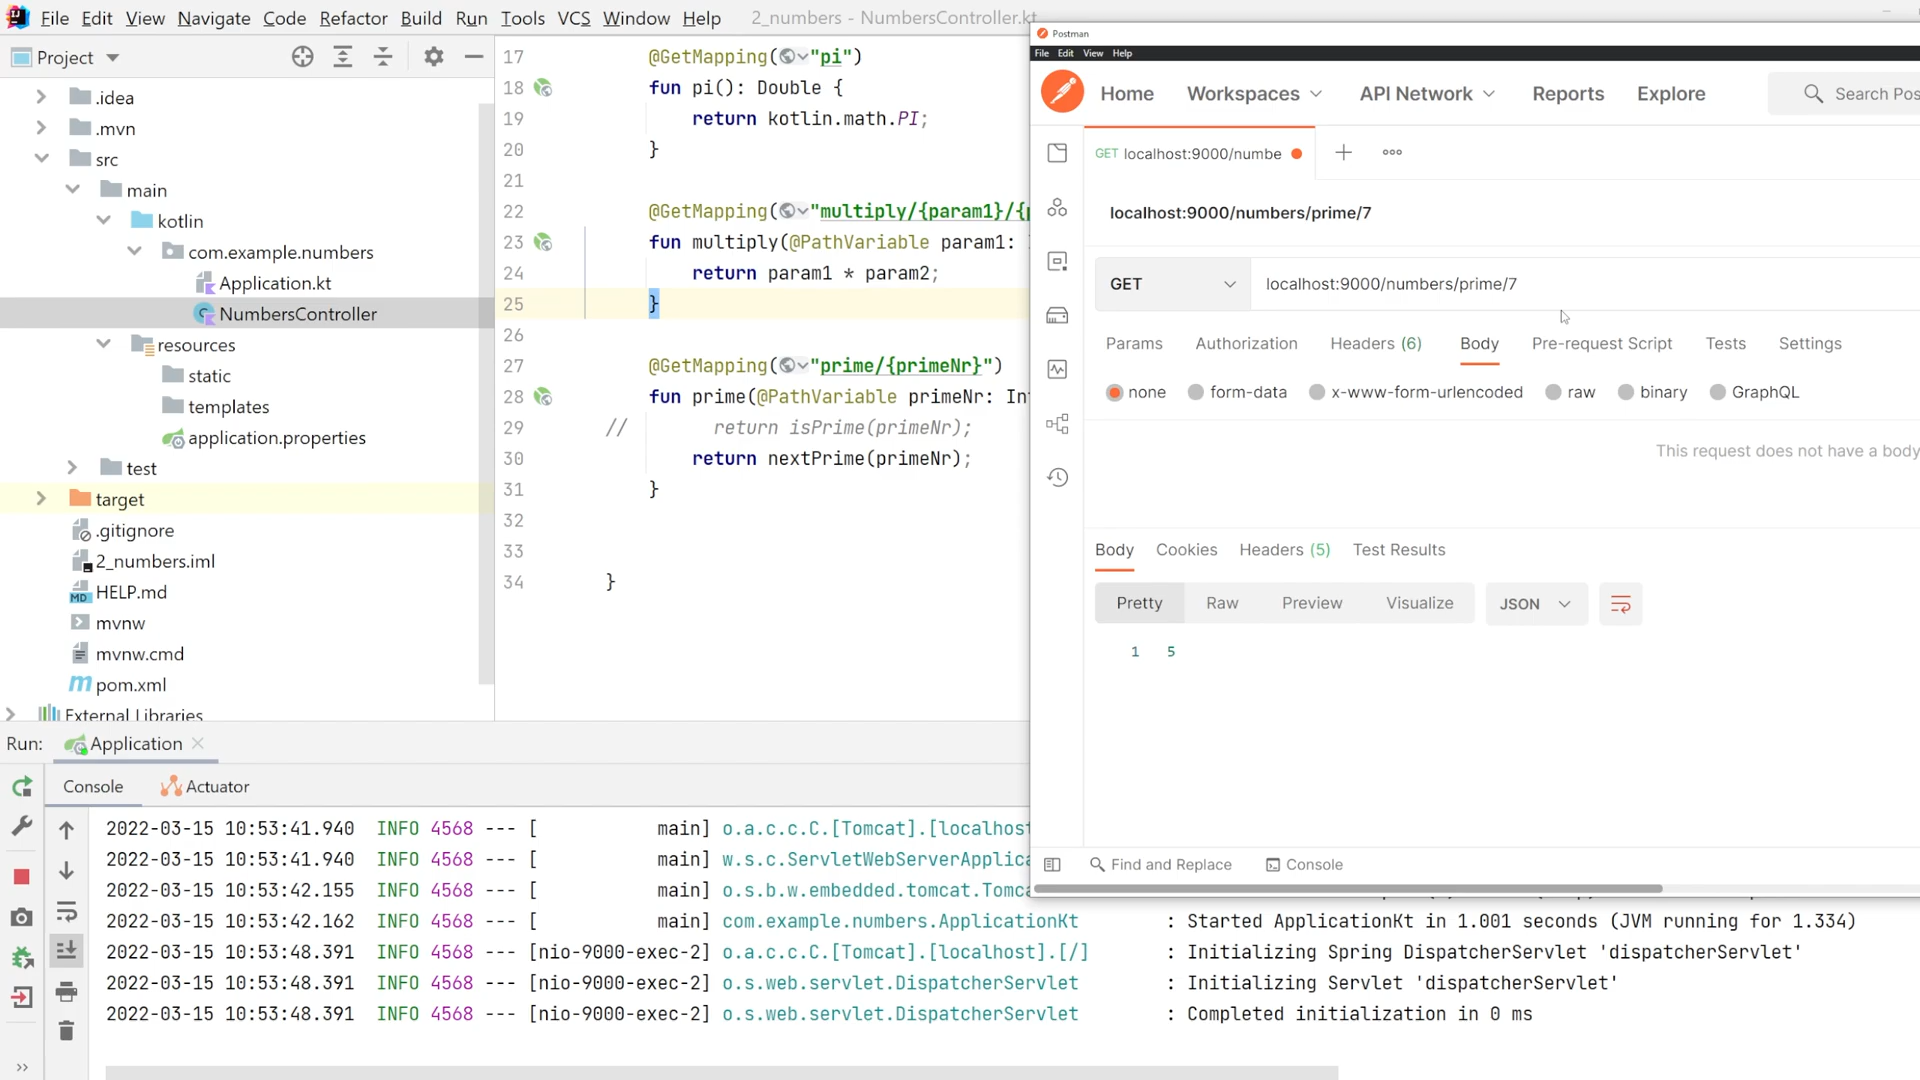 File Edit View Navigate Code Refactor Build Run Tools VCS Window Help 2_numbers - NumbersController.kt
Project
.idea
.mvn
src
main
kotlin
com.example.numbers
Application.kt
NumbersController
resources
static
templates
application.properties
test
target
.gitignore
2_numbers.iml
HELP.md
mvnw
mvnw.cmd
pom.xml
External Libraries
17 @GetMapping("pi")
18 fun pi(): Double {
19 return kotlin.math.PI;
20 }
21
22 @GetMapping("multiply/{param1}/{
23 fun multiply(@PathVariable param1:
24 return param1 * param2;
25 }
26
27 @GetMapping("prime/{primeNr}")
28 fun prime(@PathVariable primeNr: In
29 // return isPrime(primeNr);
30 return nextPrime(primeNr);
31 }
32
33
34 }
Postman
File Edit View Help
Home Workspaces API Network Reports Explore Search Pos
GET localhost:9000/numbe
localhost:9000/numbers/prime/7
GET localhost:9000/numbers/prime/7
Params Authorization Headers (6) Body Pre-request Script Tests Settings
none form-data x-www-form-urlencoded raw binary GraphQL
This request does not have a body
Body Cookies Headers (5) Test Results
Pretty Raw Preview Visualize JSON
1 5
Find and Replace Console
Run: Application
Console Actuator
2022-03-15 10:53:41.940 INFO 4568 --- [ main] o.a.c.c.C.[Tomcat].[localhost
2022-03-15 10:53:41.940 INFO 4568 --- [ main] w.s.c.ServletWebServerApplica
2022-03-15 10:53:42.155 INFO 4568 --- [ main] o.s.b.w.embedded.tomcat.Tomca
2022-03-15 10:53:42.162 INFO 4568 --- [ main] com.example.numbers.ApplicationKt : Started ApplicationKt in 1.001 seconds (JVM running for 1.334)
2022-03-15 10:53:48.391 INFO 4568 --- [nio-9000-exec-2] o.a.c.c.C.[Tomcat].[localhost].[/] : Initializing Spring DispatcherServlet 'dispatcherServlet'
2022-03-15 10:53:48.391 INFO 4568 --- [nio-9000-exec-2] o.s.web.servlet.DispatcherServlet : Initializing Servlet 'dispatcherServlet'
2022-03-15 10:53:48.391 INFO 4568 --- [nio-9000-exec-2] o.s.web.servlet.DispatcherServlet : Completed initialization in 0 ms